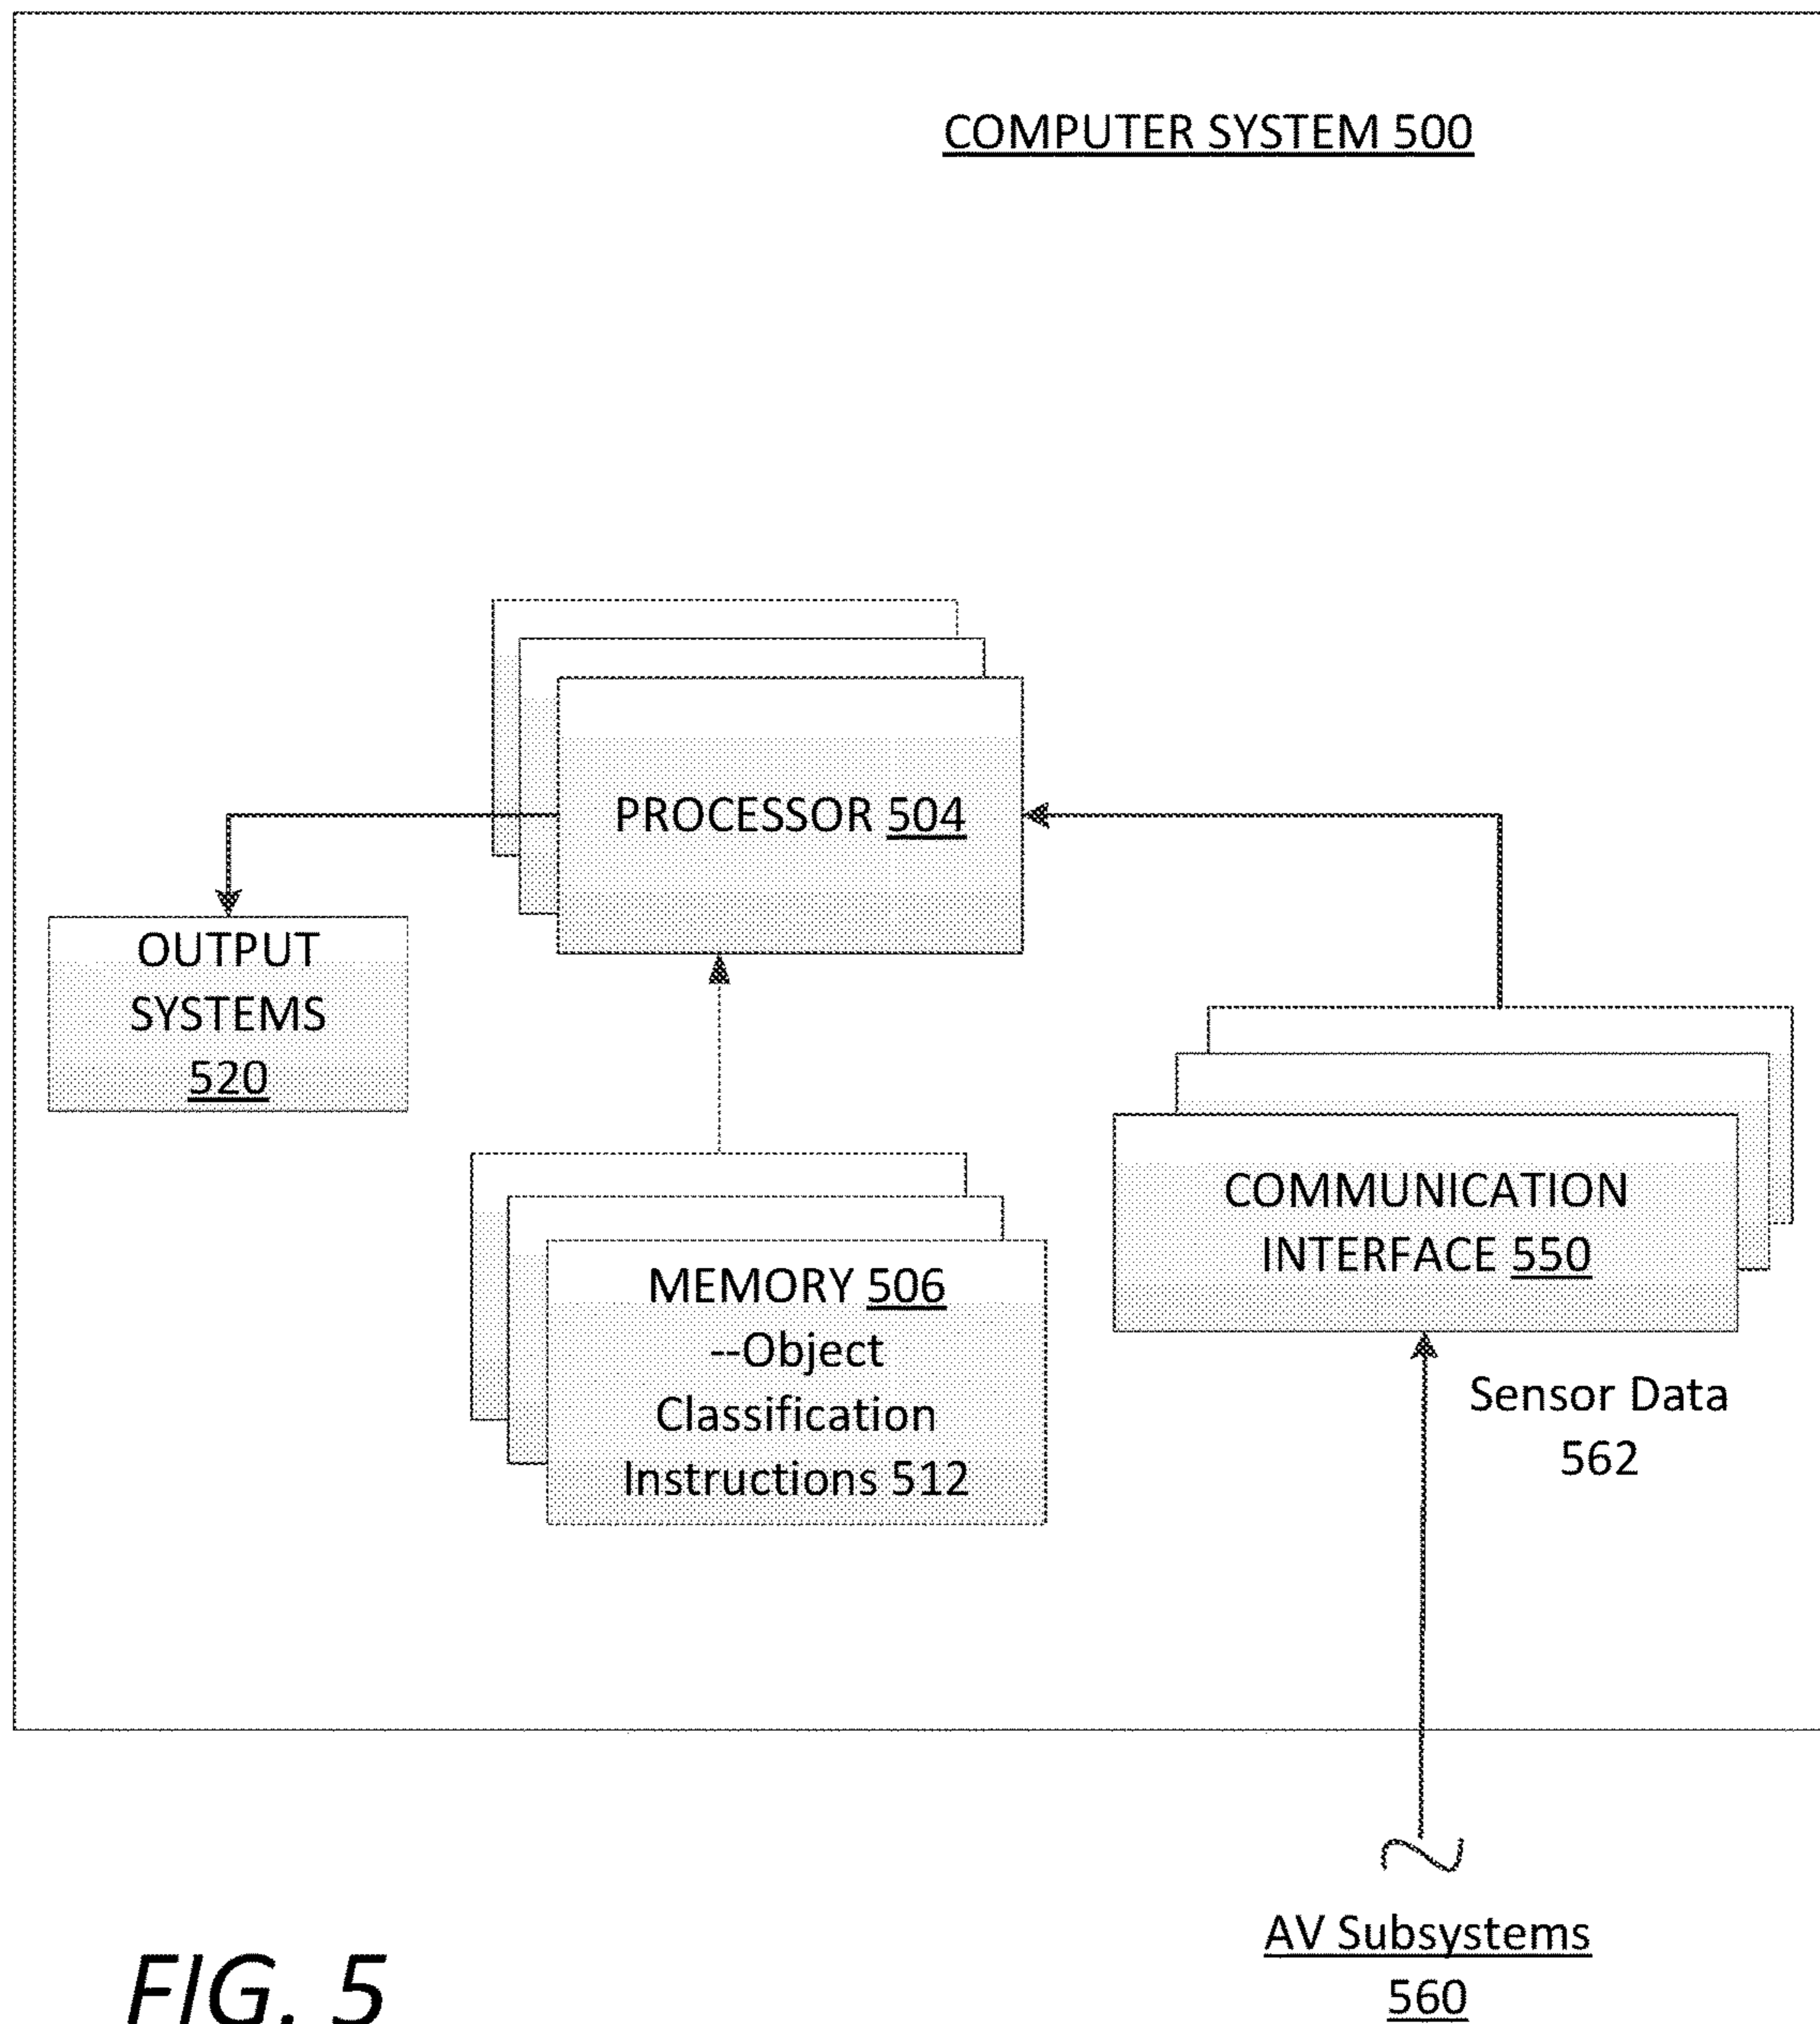 COMPUTER SYSTEM 500
PROCESSOR 504
OUTPUT
SYSTEMS
520
COMMUNICATION
INTERFACE 550
MEMORY 506
--Object
Classification
Instructions 512
Sensor Data
562
AV Subsystems
560
FIG. 5